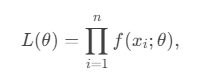 L(θ) = ∏_{i=1}^{n} f(x_i; θ),